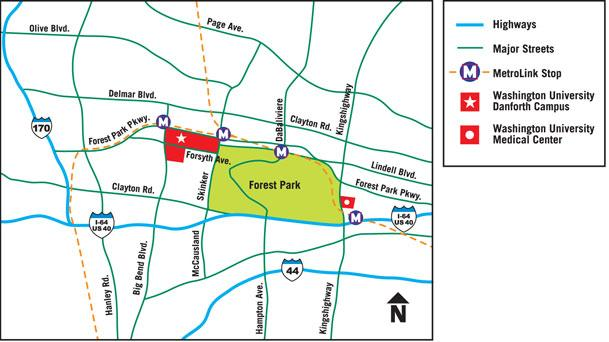 Olive Blvd.
Page Ave.
Delmar Blvd.
DaBaliviere
Kingshighway
Clayton Rd.
170
Forest Park Pkwy.
M
M
M
Forsyth Ave.
Lindell Blvd.
Forest Park Pkwy.
Clayton Rd.
Skinker
Forest Park
I-64
US 40
M
I-64
US 40
Hanley Rd.
Big Bend Blvd.
McCausland
Hampton Ave.
Kingshighway
44
N
Highways
Major Streets
M MetroLink Stop
Washington University
Danforth Campus
Washington University
Medical Center